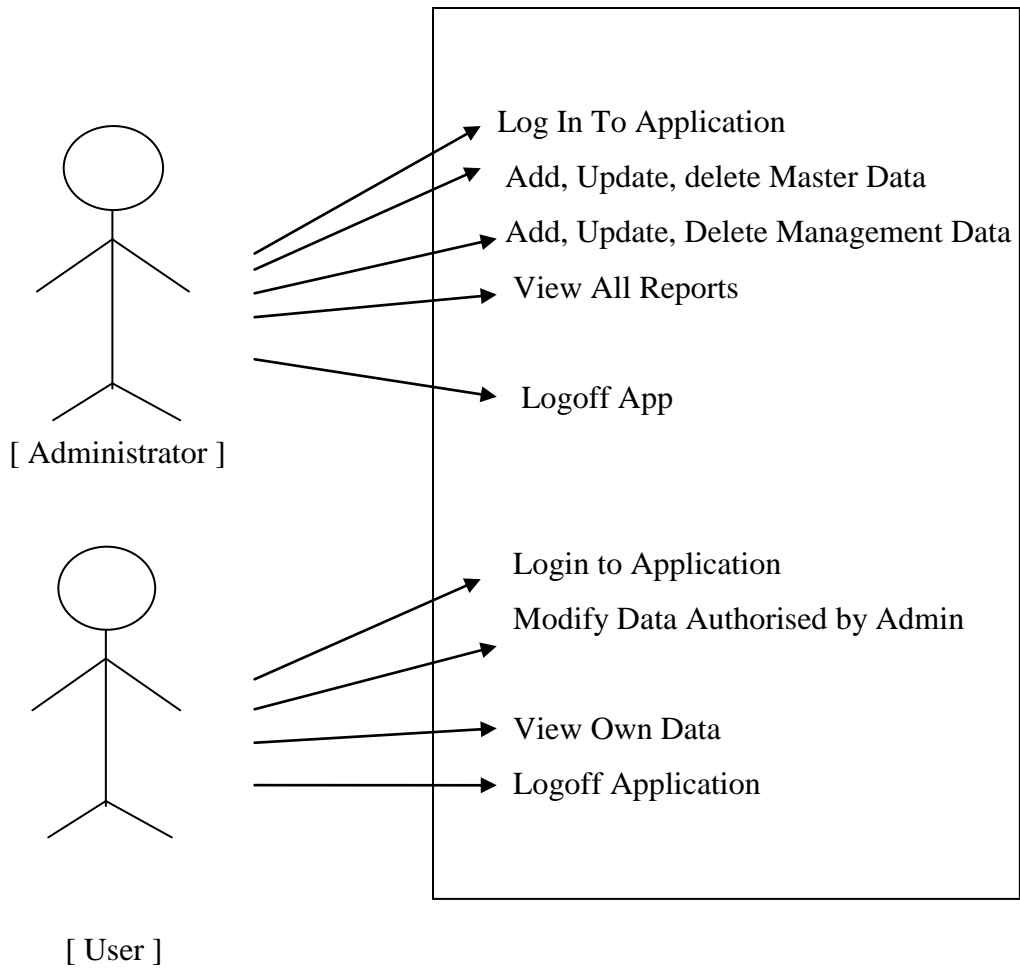 Log In To Application
Add, Update, delete Master Data
Add, Update, Delete Management Data
View All Reports
Logoff App
[ Administrator ]
Login to Application
Modify Data Authorised by Admin
View Own Data
Logoff Application
[ User ]